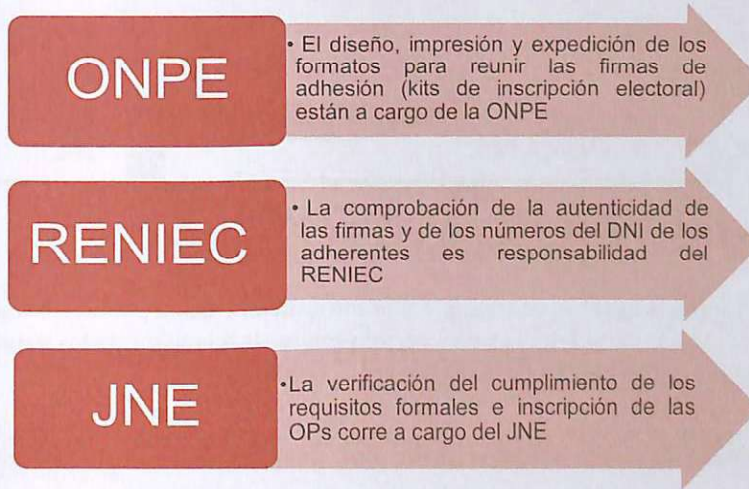 ONPE
• El diseño, impresión y expedición de los
formatos para reunir las firmas de
adhesión (kits de inscripción electoral)
están a cargo de la ONPE
RENIEC
• La comprobación de la autenticidad de
las firmas y de los números del DNI de los
adherentes es responsabilidad del
RENIEC
JNE
•La verificación del cumplimiento de los
requisitos formales e inscripción de las
OPs corre a cargo del JNE